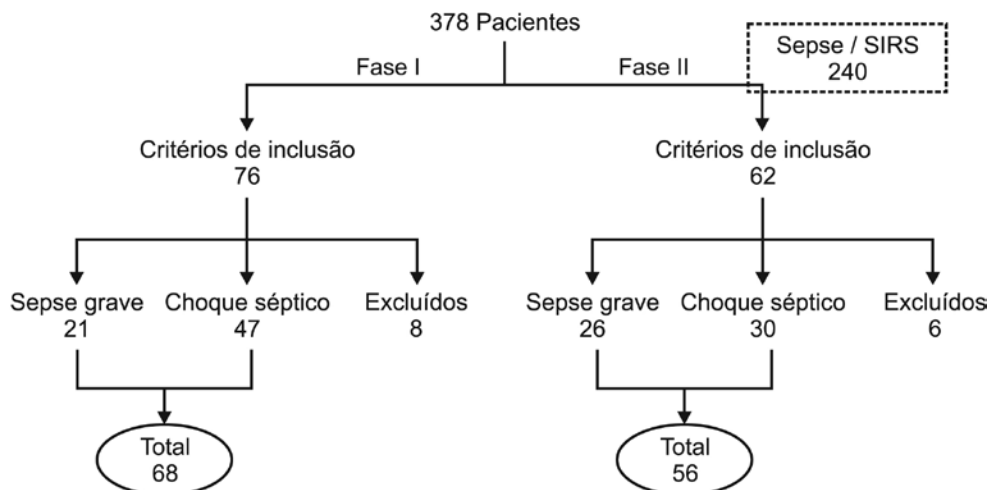 378 Pacientes
Fase I
Fase II
Sepse / SIRS
240
Critérios de inclusão
76
Critérios de inclusão
62
Sepse grave
21
Choque séptico
47
Excluídos
8
Sepse grave
26
Choque séptico
30
Excluídos
6
Total
68
Total
56